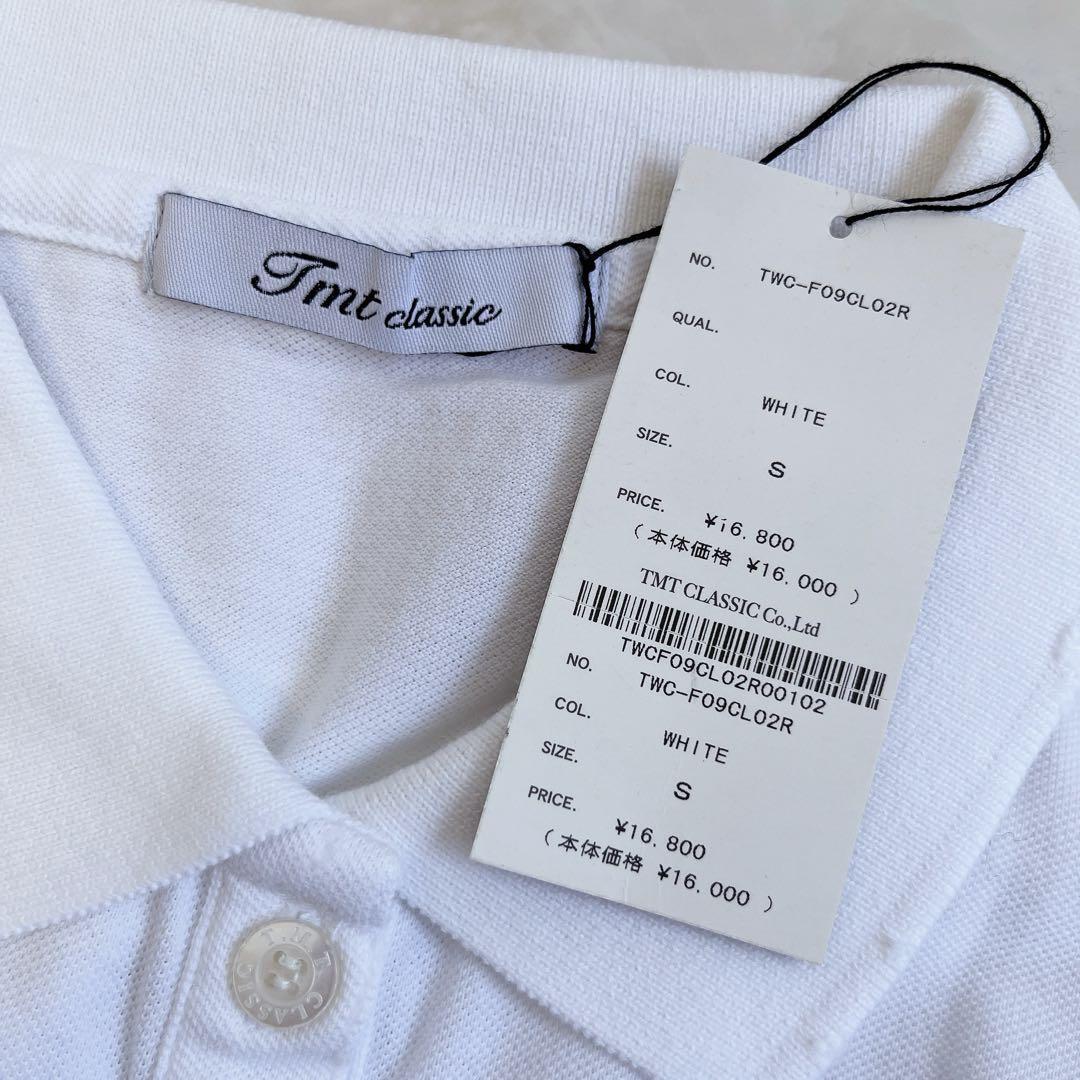 Tmt classic
NO. TWC-F09CL02R
QUAL.
COL. WHITE
SIZE. S
PRICE. ¥16.800
(本体価格 ¥16.000)
TMT CLASSIC Co.,Ltd
TWCF09CL02R00102
NO. TWC-F09CL02R
COL. WHITE
SIZE. S
PRICE. ¥16.800
(本体価格 ¥16.000)
T.M.T CLASSIC